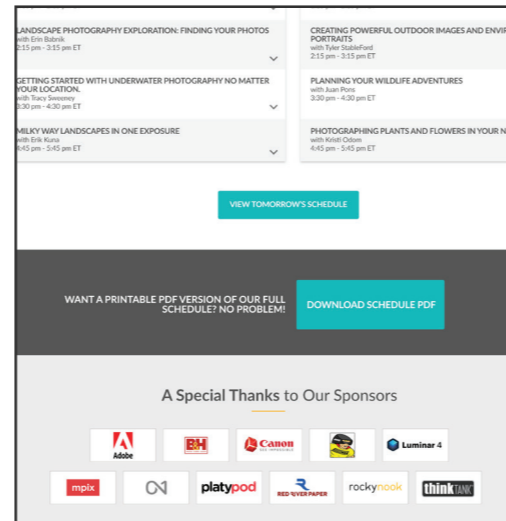 LANDSCAPE PHOTOGRAPHY EXPLORATION: FINDING YOUR PHOTOS
with Erin Babnik
2:15 pm - 3:15 pm ET
GETTING STARTED WITH UNDERWATER PHOTOGRAPHY NO MATTER
YOUR LOCATION.
with Tracy Sweeney
3:30 pm - 4:30 pm ET
MILKY WAY LANDSCAPES IN ONE EXPOSURE
with Erik Kuna
4:45 pm - 5:45 pm ET
CREATING POWERFUL OUTDOOR IMAGES AND
PORTRAITS
with Tyler StableFord
2:15 pm - 3:15 pm ET
PLANNING YOUR WILDLIFE ADVENTURES
with Juan Pons
3:30 pm - 4:30 pm ET
PHOTOGRAPHING PLANTS AND FLOWERS IN YOUR
with Kristi Odom
4:45 pm - 5:45 pm ET
VIEW TOMORROW'S SCHEDULE
WANT A PRINTABLE PDF VERSION OF OUR FULL
SCHEDULE? NO PROBLEM!
DOWNLOAD SCHEDULE PDF
A Special Thanks to Our Sponsors
Adobe
B&H
Canon
Luminar 4
mpix
platypod
RED RIVER PAPER
rockynook
thinkTANK